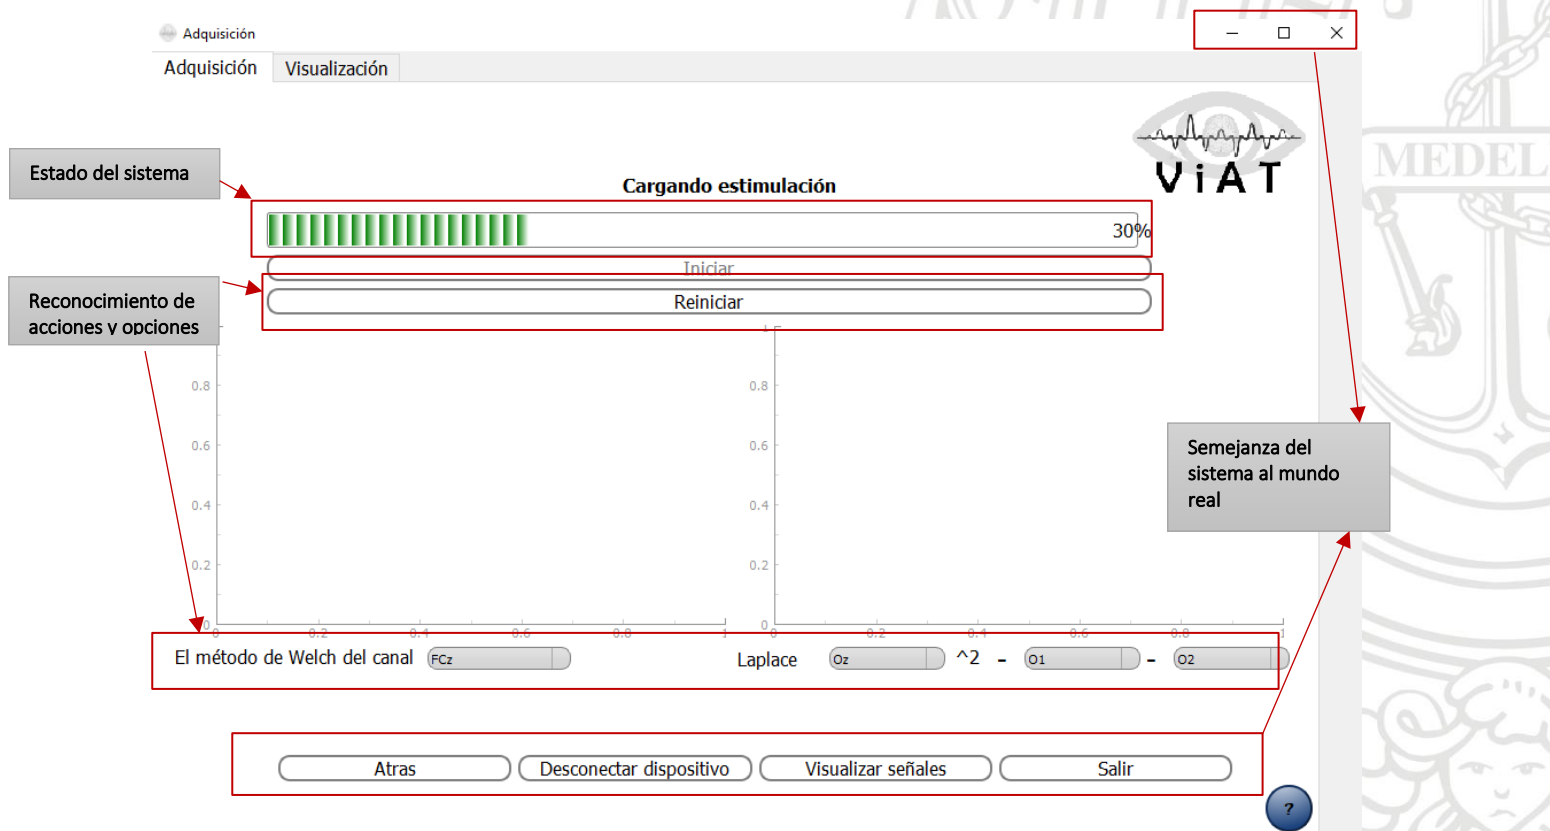 Adquisición
Adquisición Visualización
ViAT
MEDEL
Estado del sistema
Cargando estimulación
30%
Iniciar
Reconocimiento de
acciones y opciones
Reiniciar
0.8
0.6
0.4
0.2
0
0 0.2 0.4 0.6 0.8 1
1
0.8
0.6
0.4
0.2
0
0 0.2 0.4 0.6 0.8 1
Semejanza del
sistema al mundo
real
El método de Welch del canal FCz
Laplace Oz ^2 - O1 - O2
Atras Desconectar dispositivo Visualizar señales Salir
?